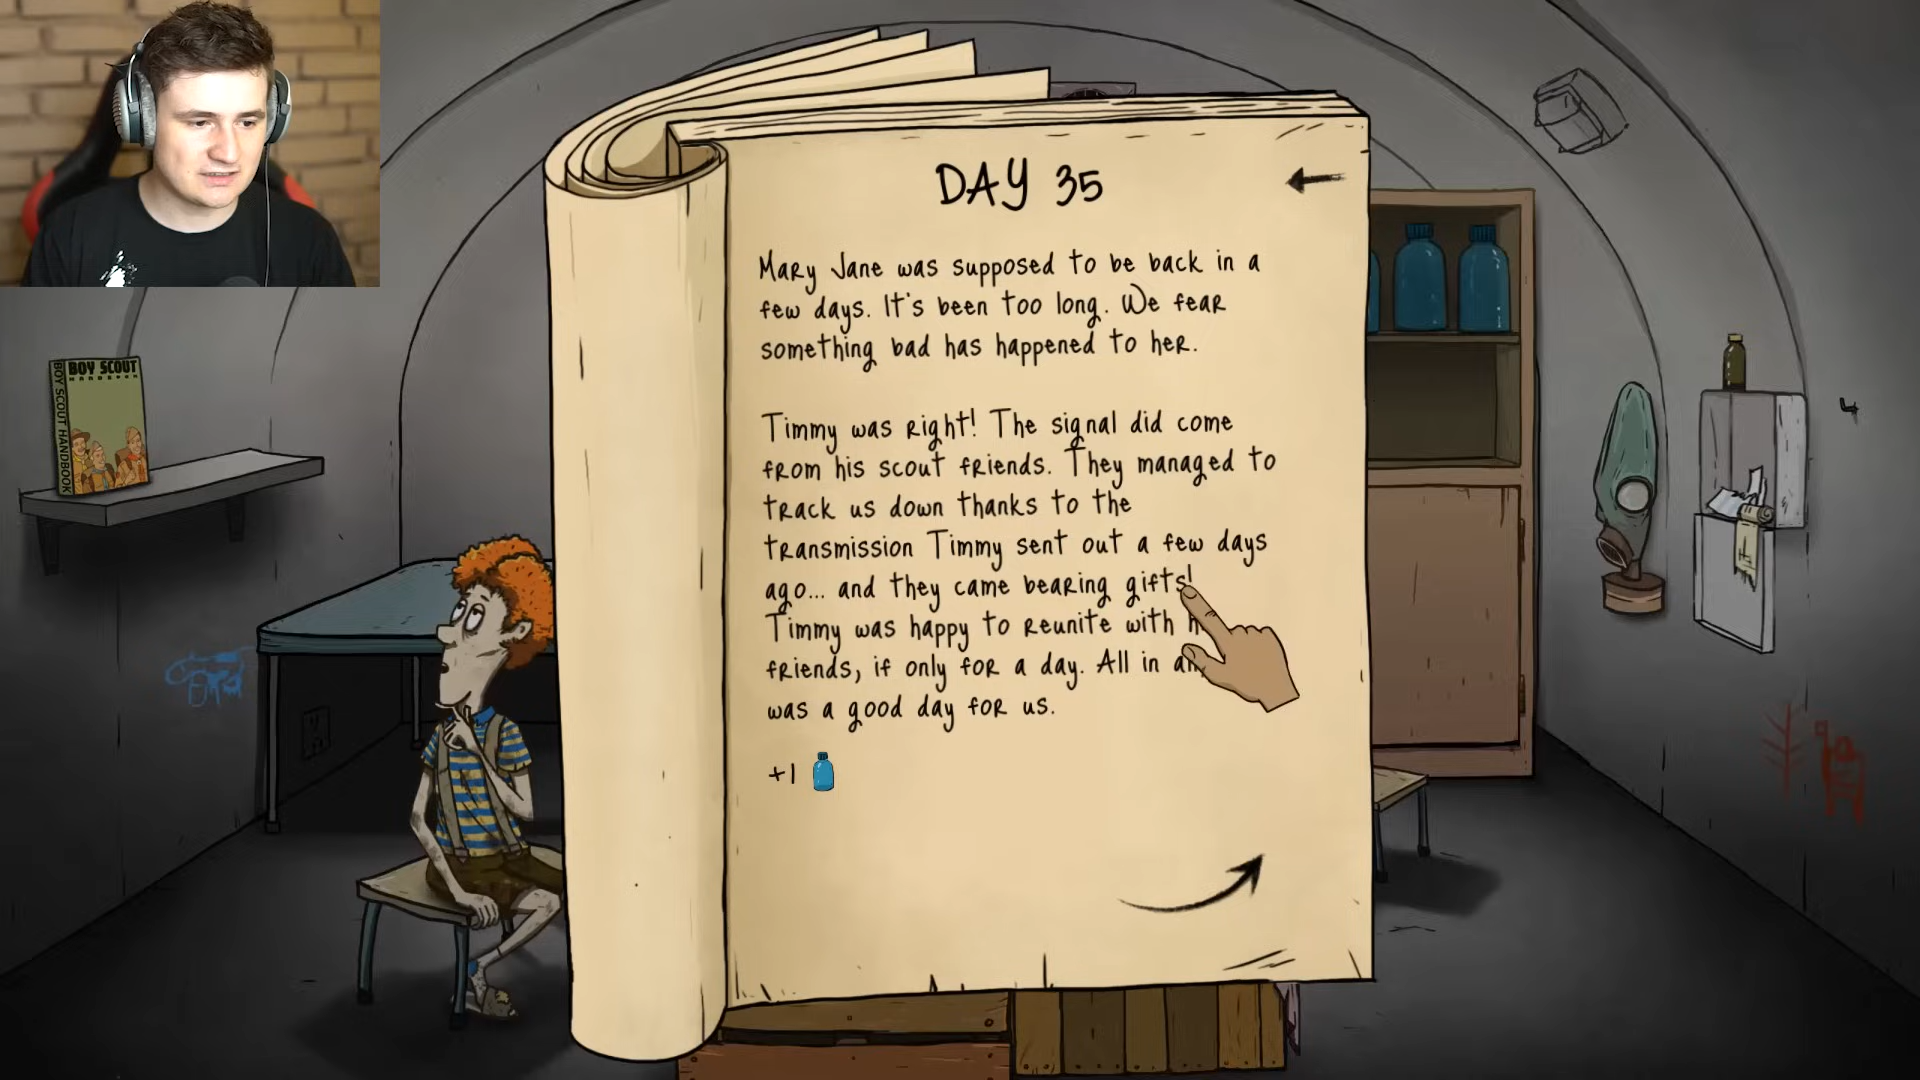 DAY 35
Mary Jane was supposed to be back in a
few days. It's been too long. We fear
something bad has happened to her.
Timmy was right! The signal did come
from his scout friends. They managed to
track us down thanks to the
transmission Timmy sent out a few days
ago... and they came bearing gifts!
Timmy was happy to reunite with
friends, if only for a day. All in
was a good day for us.
+1
BOY SCOUT
HANDBOOK
BOY SCOUT HANDBOOK